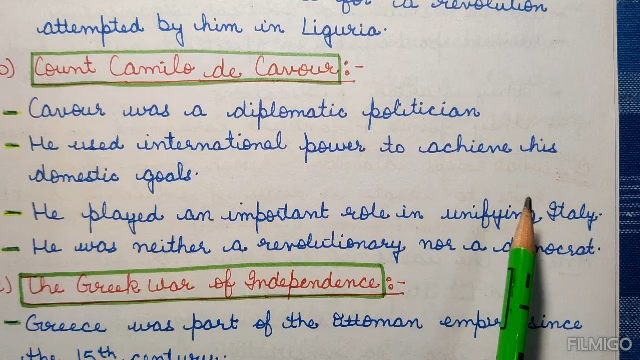 for a revolution
attempted by him in Liguria.
b) Count Camilo de Cavour :-
- Cavour was a diplomatic politician
- He used international power to achieve his
domestic goals.
- He played an important role in unifying Italy.
- He was neither a revolutionary nor a democrat.
c) The Greek war of Independence :-
- Greece was part of the Ottoman empire since
the 15th century.
FILMIGO